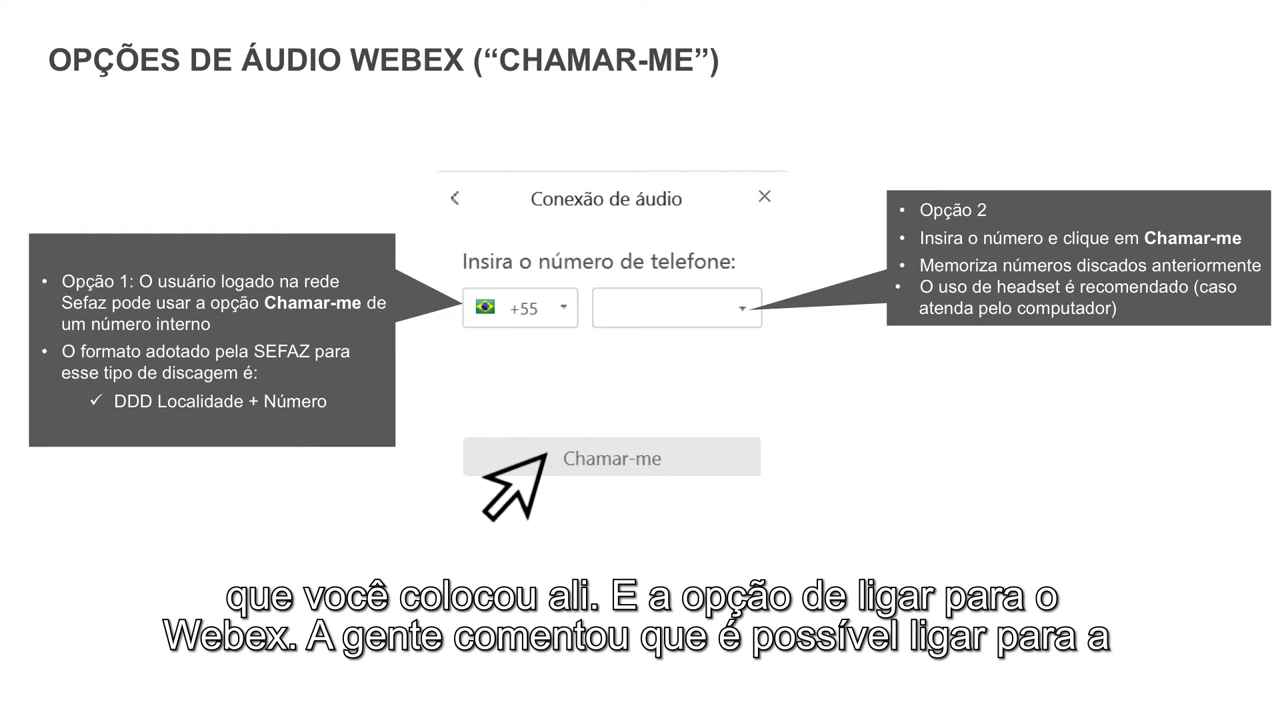 OPÇÕES DE ÁUDIO WEBEX (“CHAMAR-ME”)
Conexão de áudio
Insira o número de telefone:
+55
Chamar-me
• Opção 1: O usuário logado na rede
Sefaz pode usar a opção Chamar-me de
um número interno
• O formato adotado pela SEFAZ para
esse tipo de discagem é:
✓ DDD Localidade + Número
• Opção 2
• Insira o número e clique em Chamar-me
• Memoriza números discados anteriormente
• O uso de headset é recomendado (caso
atenda pelo computador)
que você colocou ali. E a opção de ligar para o
Webex. A gente comentou que é possível ligar para a